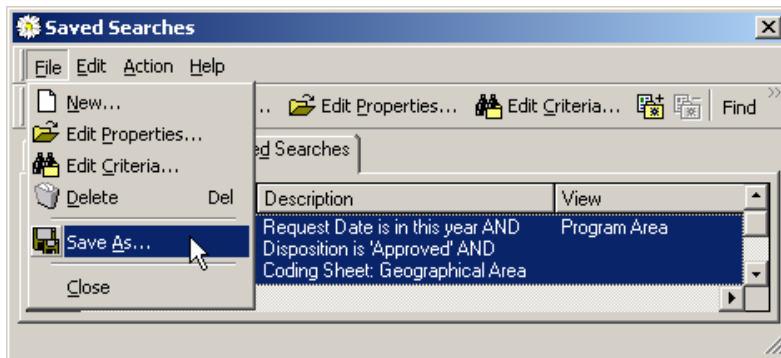 Saved Searches
File Edit Action Help
New...
.. Edit Properties... Edit Criteria... Find
Edit Properties...
Edit Criteria...
ed Searches
Delete Del
Description View
Save As...
Request Date is in this year AND Program Area
Disposition is 'Approved' AND
Coding Sheet: Geographical Area
Close